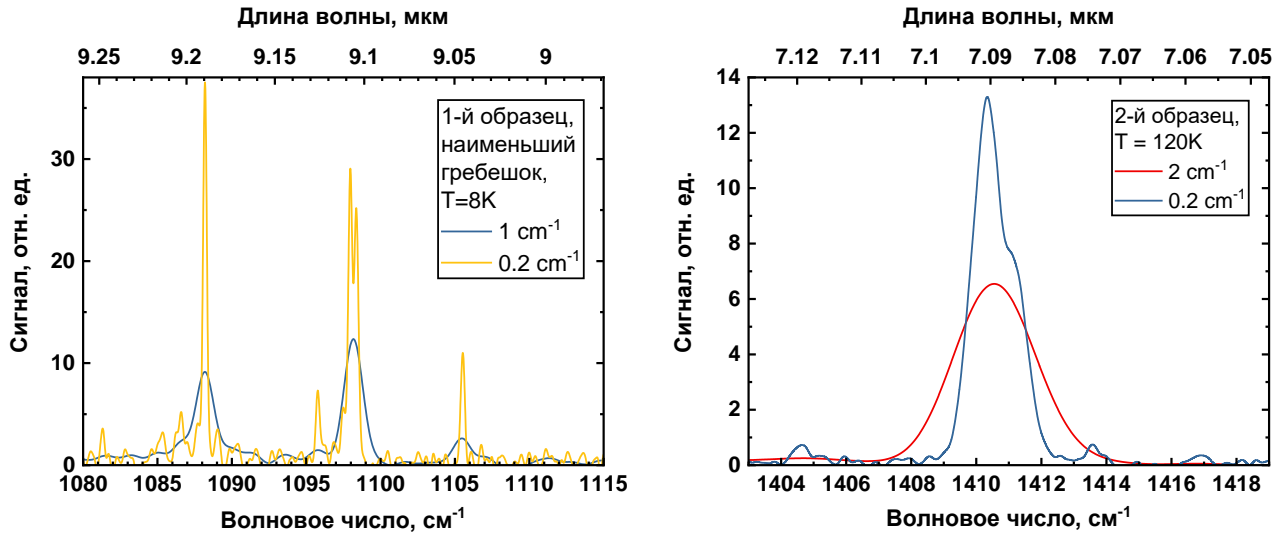 Длина волны, мкм
9.25 9.2 9.15 9.1 9.05 9
Сигнал, отн. ед.
30
20
10
0
1-й образец,
наименьший
гребешок,
T=8K
1 cm⁻¹
0.2 cm⁻¹
1080 1085 1090 1095 1100 1105 1110 1115
Волновое число, см⁻¹
Длина волны, мкм
7.12 7.11 7.1 7.09 7.08 7.07 7.06 7.05
Сигнал, отн. ед.
14
12
10
8
6
4
2
0
2-й образец,
T = 120K
2 cm⁻¹
0.2 cm⁻¹
1404 1406 1408 1410 1412 1414 1416 1418
Волновое число, см⁻¹